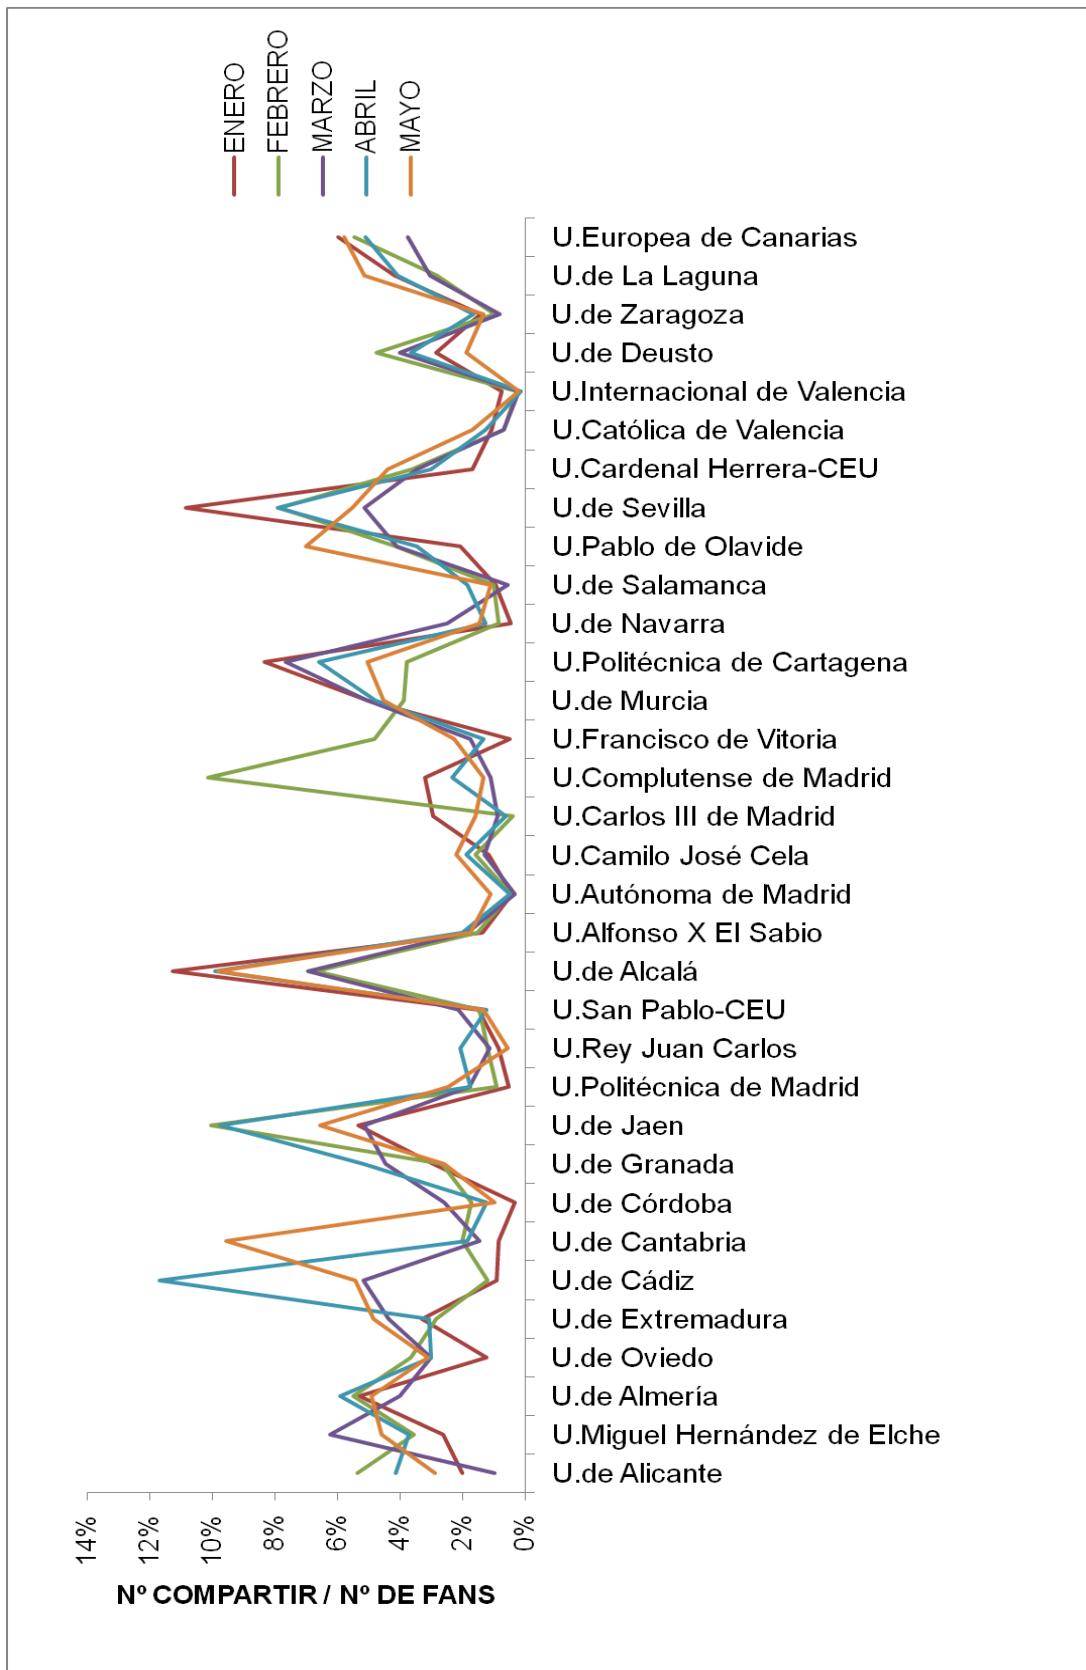 ENERO
FEBRERO
MARZO
ABRIL
MAYO
U.Europea de Canarias
U.de La Laguna
U.de Zaragoza
U.de Deusto
U.Internacional de Valencia
U.Católica de Valencia
U.Cardenal Herrera-CEU
U.de Sevilla
U.Pablo de Olavide
U.de Salamanca
U.de Navarra
U.Politécnica de Cartagena
U.de Murcia
U.Francisco de Vitoria
U.Complutense de Madrid
U.Carlos III de Madrid
U.Camilo José Cela
U.Autónoma de Madrid
U.Alfonso X El Sabio
U.de Alcalá
U.San Pablo-CEU
U.Rey Juan Carlos
U.Politécnica de Madrid
U.de Jaen
U.de Granada
U.de Córdoba
U.de Cantabria
U.de Cádiz
U.de Extremadura
U.de Oviedo
U.de Almería
U.Miguel Hernández de Elche
U.de Alicante
14%
12%
10%
8%
6%
4%
2%
0%
Nº COMPARTIR / Nº DE FANS